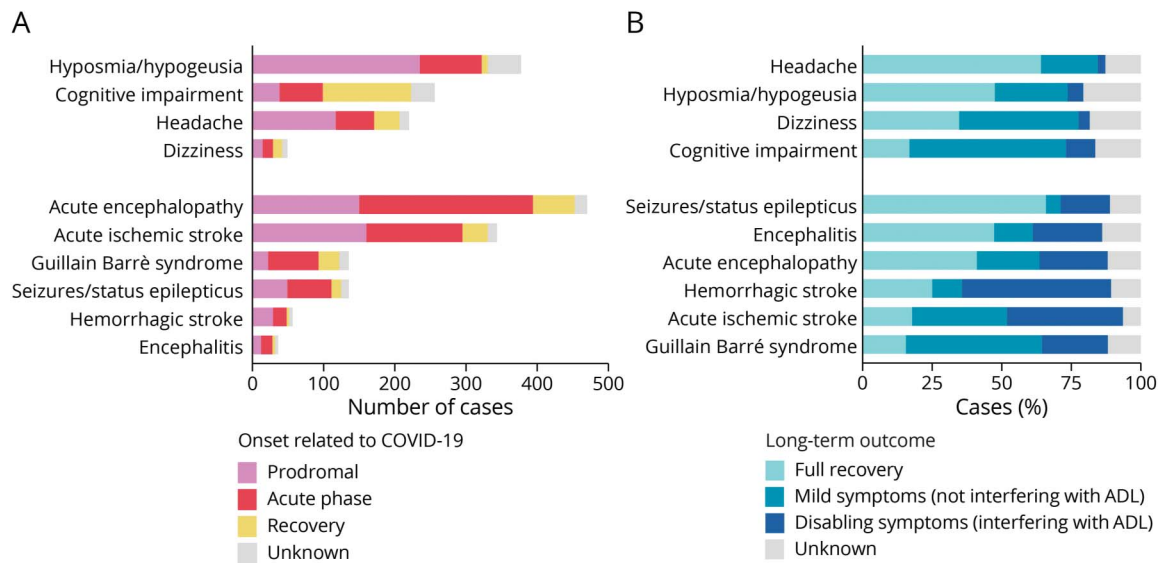 A
Hyposmia/hypogeusia
Cognitive impairment
Headache
Dizziness
Acute encephalopathy
Acute ischemic stroke
Guillain Barrè syndrome
Seizures/status epilepticus
Hemorrhagic stroke
Encephalitis
0 100 200 300 400 500
Number of cases
Onset related to COVID-19
Prodromal
Acute phase
Recovery
Unknown
B
Headache
Hyposmia/hypogeusia
Dizziness
Cognitive impairment
Seizures/status epilepticus
Encephalitis
Acute encephalopathy
Hemorrhagic stroke
Acute ischemic stroke
Guillain Barré syndrome
0 25 50 75 100
Cases (%)
Long-term outcome
Full recovery
Mild symptoms (not interfering with ADL)
Disabling symptoms (interfering with ADL)
Unknown